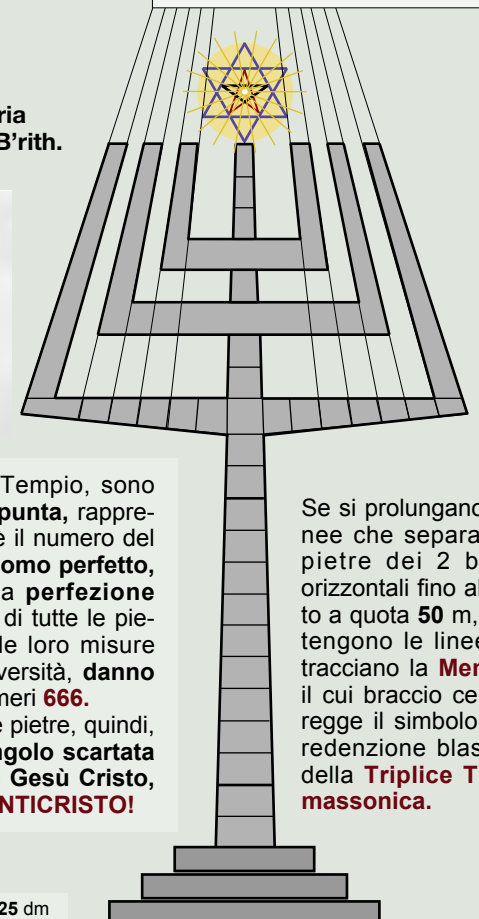 ria
B'rith.
Tempio, sono
punta, rappre-
è il numero del
omo perfetto,
a perfezione
di tutte le pie-
le loro misure
versità, danno
meri 666.
e pietre, quindi,
ngolo scartata
Gesù Cristo,
NTICRISTO!
25 dm
Se si prolungano
nee che separa
pietre dei 2 b
orizzontali fino al
to a quota 50 m,
tengono le linee
tracciano la Mer
il cui braccio ce
regge il simbolo
redenzione blas
della Triplice T
massonica.